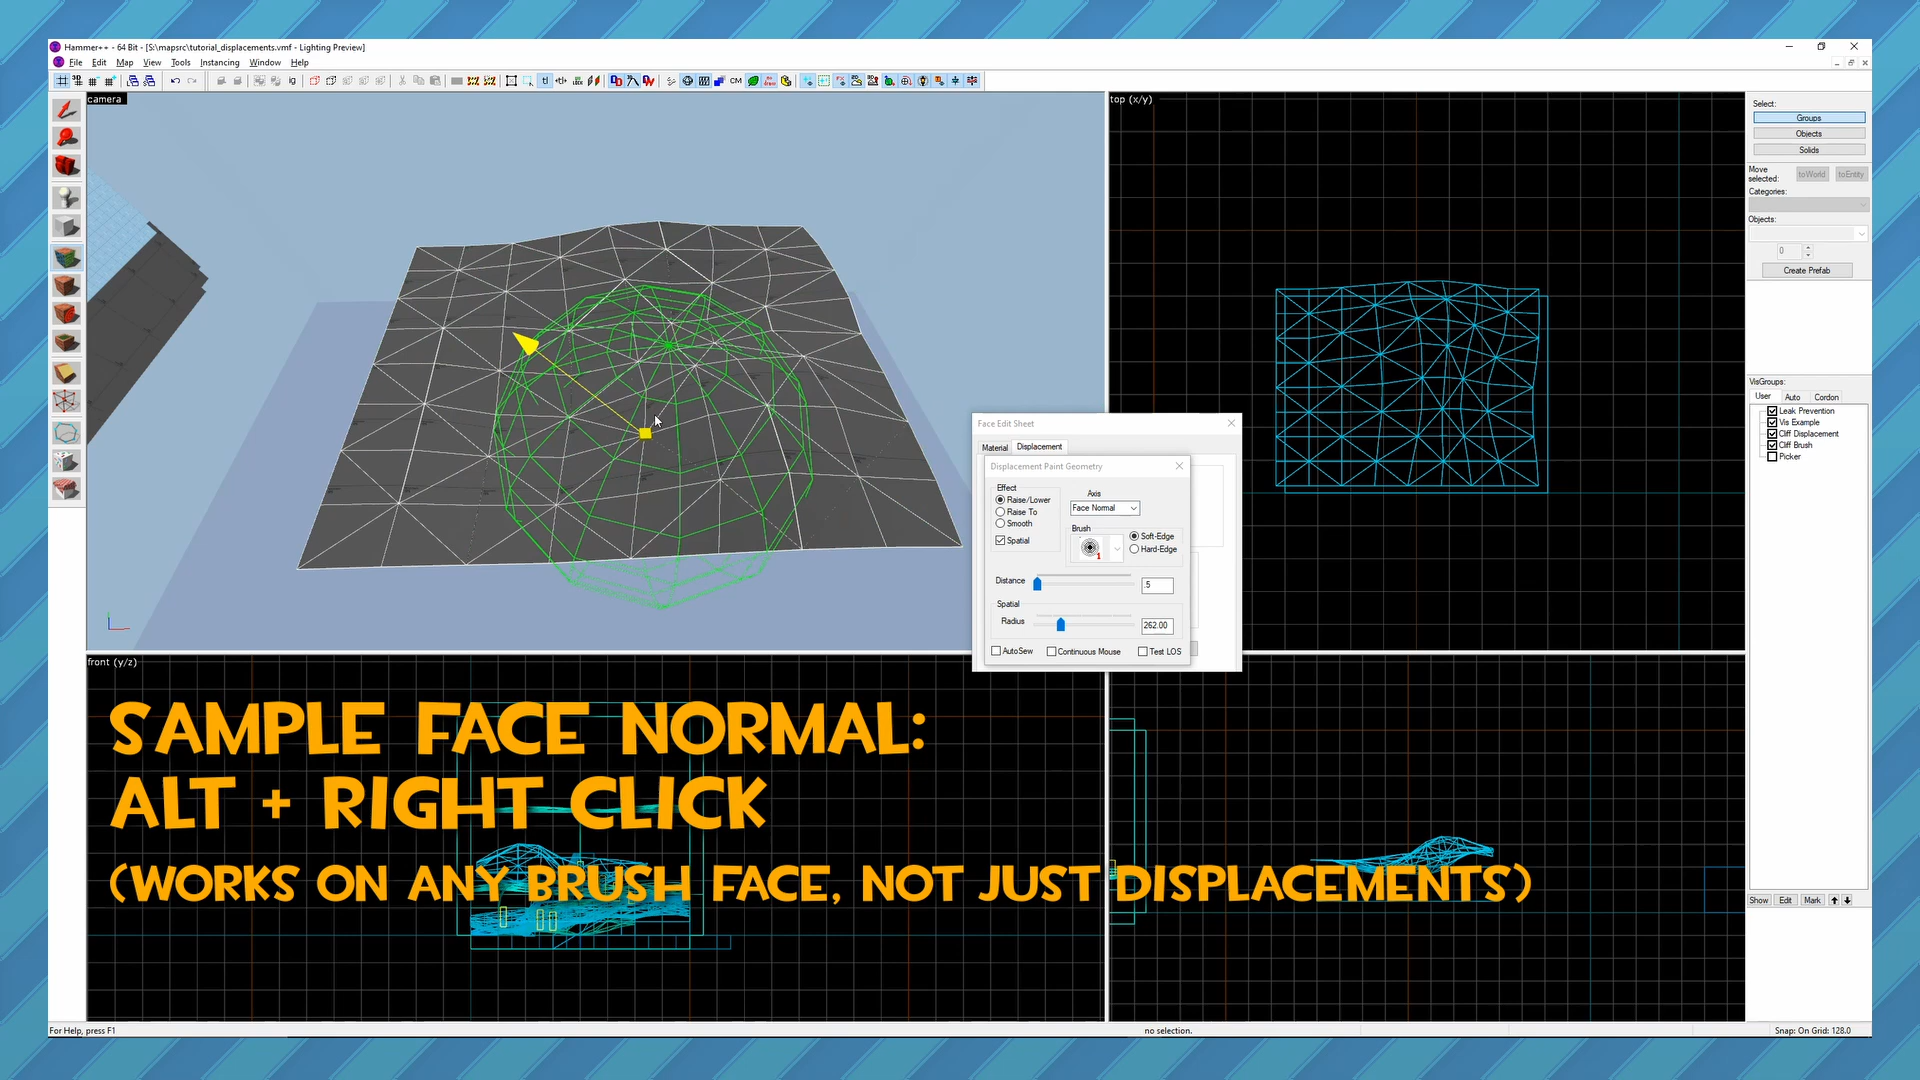 Hammer++ - 64 Bit - [S:\mapsrc\tutorial_displacements.vmf - Lighting Preview]
File Edit Map View Tools Instancing Window Help
camera
top (x/y)
Select:
Groups
Objects
Solids
Move selected:
toWorld
toEntity
Categories:
Objects:
0
Create Prefab
VisGroups:
User Auto Cordon
Leak Prevention
Vis Example
Cliff Displacement
Cliff Brush
Picker
Show Edit Mark
Face Edit Sheet
Material Displacement
Displacement Paint Geometry
Effect
Raise/Lower
Raise To
Smooth
Spatial
Axis
Face Normal
Brush
1
Soft-Edge
Hard-Edge
Distance .5
Spatial
Radius 262.00
AutoSew Continuous Mouse Test LOS
front (y/z)
SAMPLE FACE NORMAL:
ALT + RIGHT CLICK
(WORKS ON ANY BRUSH FACE, NOT JUST DISPLACEMENTS)
For Help, press F1
no selection.
Snap: On Grid: 128.0